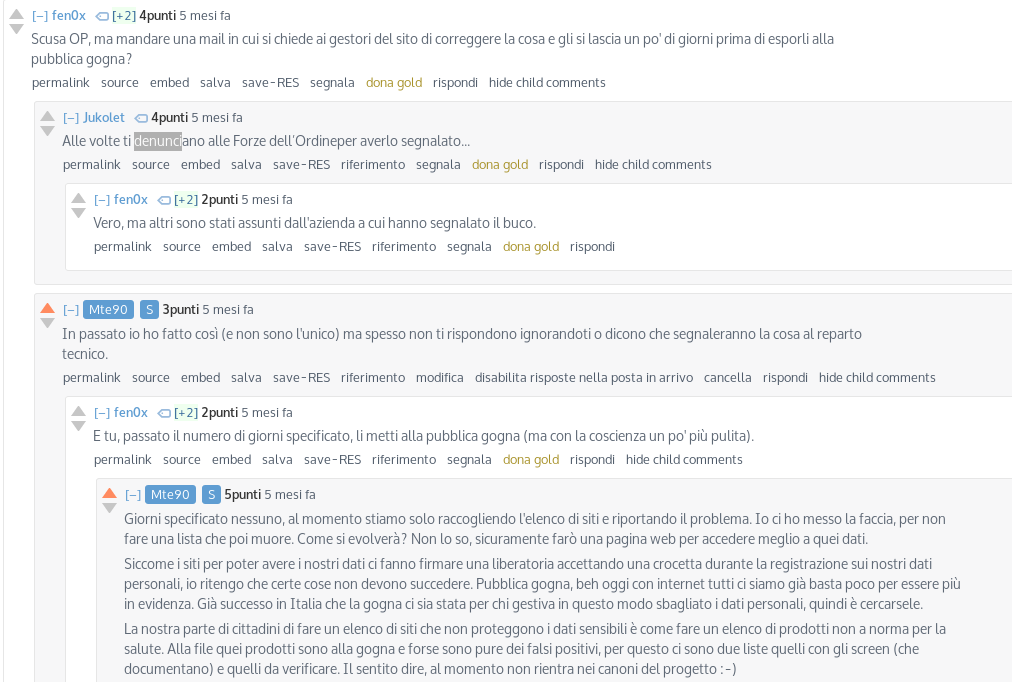 [–] fen0x [+2] 4punti 5 mesi fa
Scusa OP, ma mandare una mail in cui si chiede ai gestori del sito di correggere la cosa e gli si lascia un po' di giorni prima di esporli alla
pubblica gogna?
permalink source embed salva save-RES segnala dona gold rispondi hide child comments
[–] Jukolet 4punti 5 mesi fa
Alle volte ti denunciano alle Forze dell'Ordineper averlo segnalato...
permalink source embed salva save-RES riferimento segnala dona gold rispondi hide child comments
[–] fen0x [+2] 2punti 5 mesi fa
Vero, ma altri sono stati assunti dall'azienda a cui hanno segnalato il buco.
permalink source embed salva save-RES riferimento segnala dona gold rispondi
[–] Mte90 S 3punti 5 mesi fa
In passato io ho fatto così (e non sono l'unico) ma spesso non ti rispondono ignorandoti o dicono che segnaleranno la cosa al reparto
tecnico.
permalink source embed salva save-RES riferimento modifica disabilita risposte nella posta in arrivo cancella rispondi hide child comments
[–] fen0x [+2] 2punti 5 mesi fa
E tu, passato il numero di giorni specificato, li metti alla pubblica gogna (ma con la coscienza un po' più pulita).
permalink source embed salva save-RES riferimento segnala dona gold rispondi hide child comments
[–] Mte90 S 5punti 5 mesi fa
Giorni specificato nessuno, al momento stiamo solo raccogliendo l'elenco di siti e riportando il problema. Io ci ho messo la faccia, per non
fare una lista che poi muore. Come si evolverà? Non lo so, sicuramente farò una pagina web per accedere meglio a quei dati.
Siccome i siti per poter avere i nostri dati ci fanno firmare una liberatoria accettando una crocetta durante la registrazione sui nostri dati
personali, io ritengo che certe cose non devono succedere. Pubblica gogna, beh oggi con internet tutti ci siamo già basta poco per essere più
in evidenza. Già successo in Italia che la gogna ci sia stata per chi gestiva in questo modo sbagliato i dati personali, quindi è cercarsele.
La nostra parte di cittadini di fare un elenco di siti che non proteggono i dati sensibili è come fare un elenco di prodotti non a norma per la
salute. Alla file quei prodotti sono alla gogna e forse sono pure dei falsi positivi, per questo ci sono due liste quelli con gli screen (che
documentano) e quelli da verificare. Il sentito dire, al momento non rientra nei canoni del progetto :-)